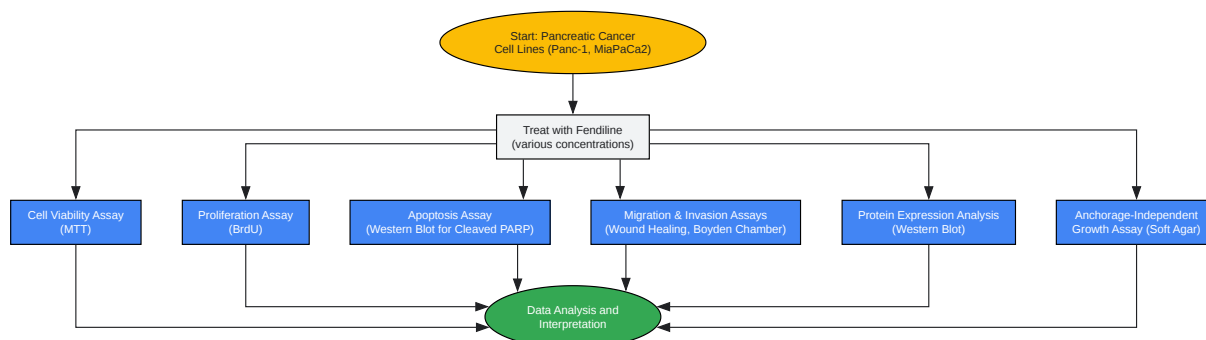 Start: Pancreatic Cancer
Cell Lines (Panc-1, MiaPaCa2)
Treat with Fendiline
(various concentrations)
Cell Viability Assay
(MTT)
Proliferation Assay
(BrdU)
Apoptosis Assay
(Western Blot for Cleaved PARP)
Migration & Invasion Assays
(Wound Healing, Boyden Chamber)
Protein Expression Analysis
(Western Blot)
Anchorage-Independent
Growth Assay (Soft Agar)
Data Analysis and
Interpretation